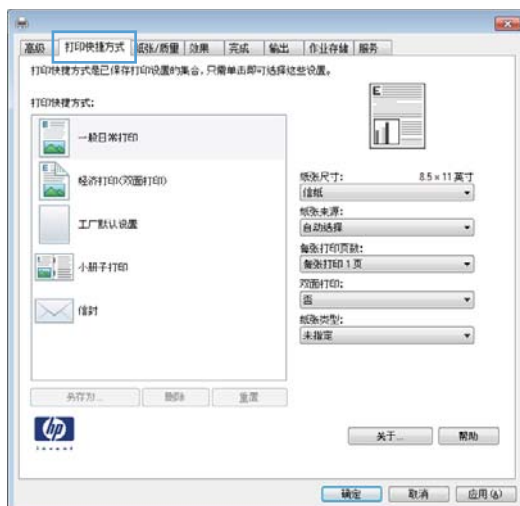 高级 打印快捷方式 纸张/质量 效果 完成 输出 作业存储 服务
打印快捷方式是已保存打印设置的集合，只需单击即可选择这些设置。
打印快捷方式：
一般日常打印
经济打印(双面打印)
工厂默认设置
小册子打印
信封
另存为... 删除 重置
E
纸张尺寸： 8.5 × 11 英寸
信纸
纸张来源：
自动选择
每张打印页数：
每张打印 1 页
双面打印：
否
纸张类型：
未指定
hp
invent
关于... 帮助
确定 取消 应用(A)